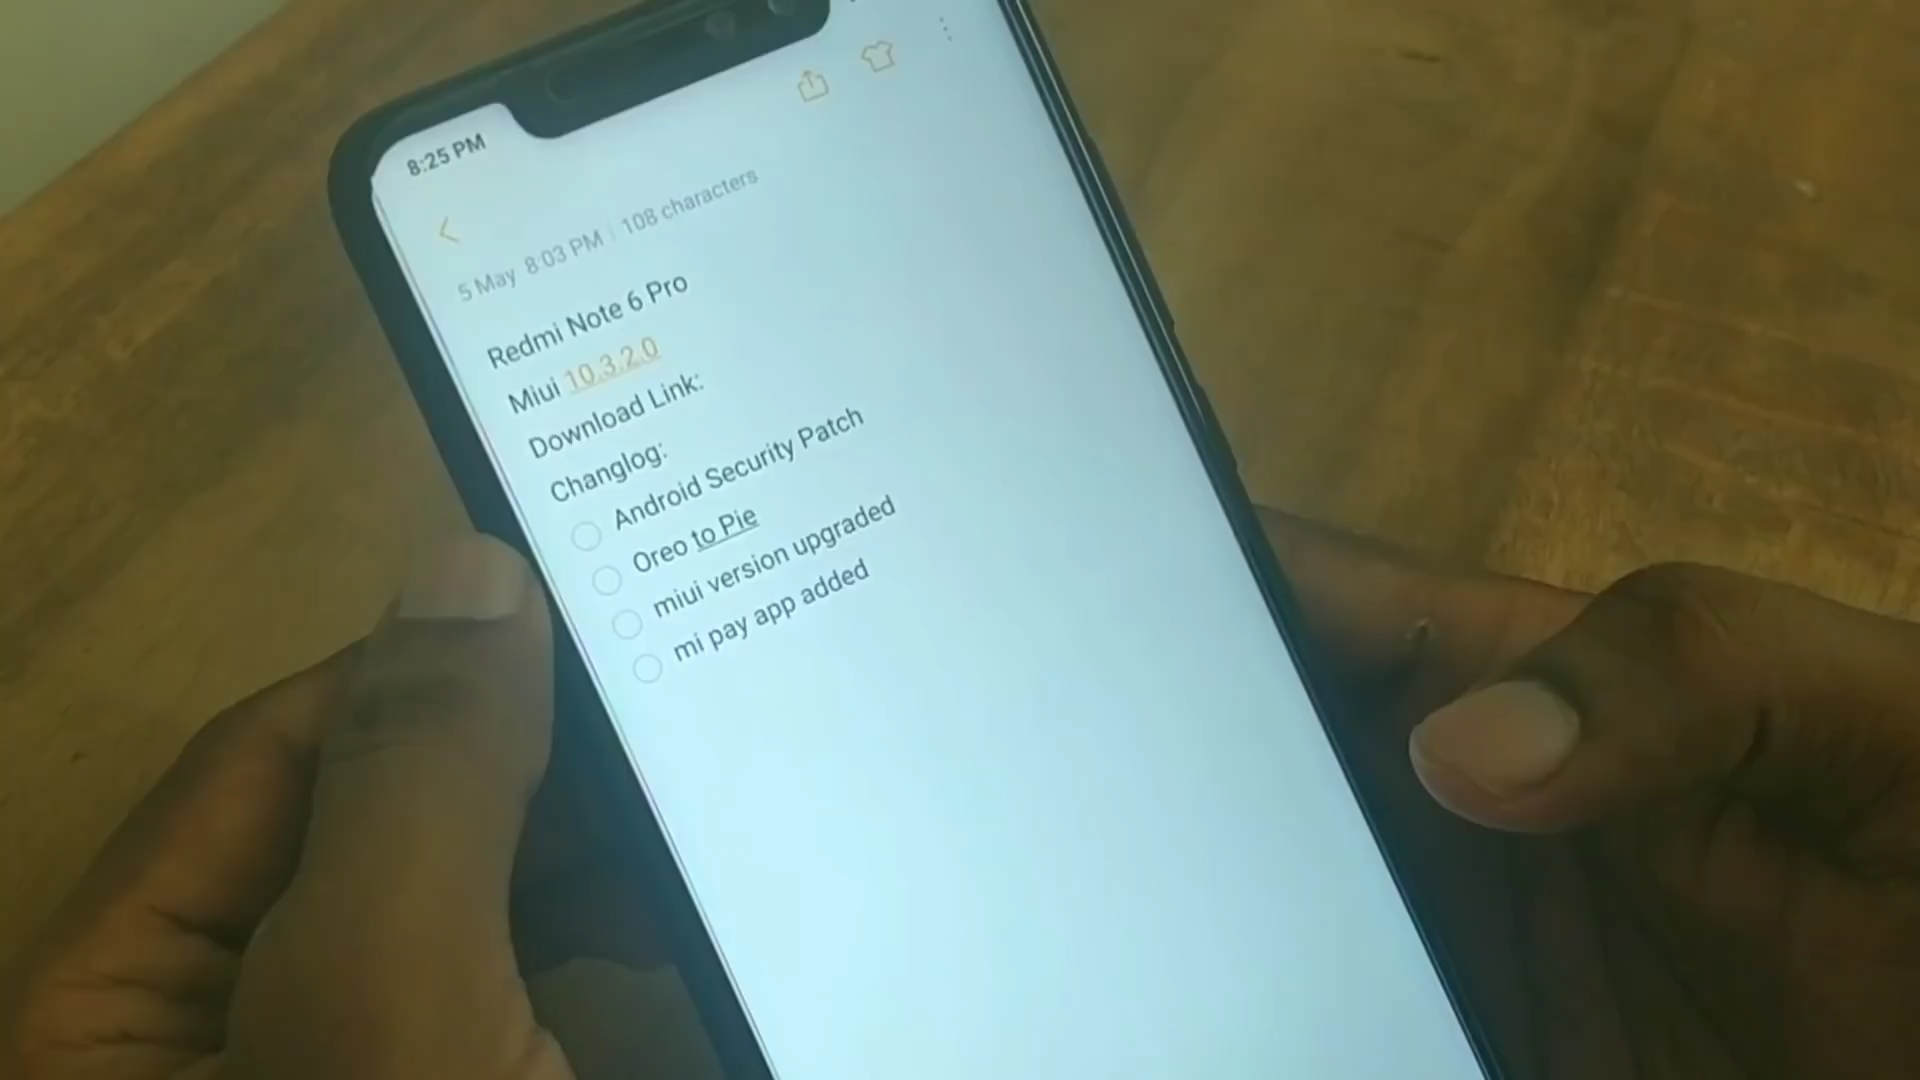 8:25 PM
5 May 8:03 PM | 108 characters
Redmi Note 6 Pro
Miui 10.3.2.0
Download Link:
Changlog:
Android Security Patch
Oreo to Pie
miui version upgraded
mi pay app added